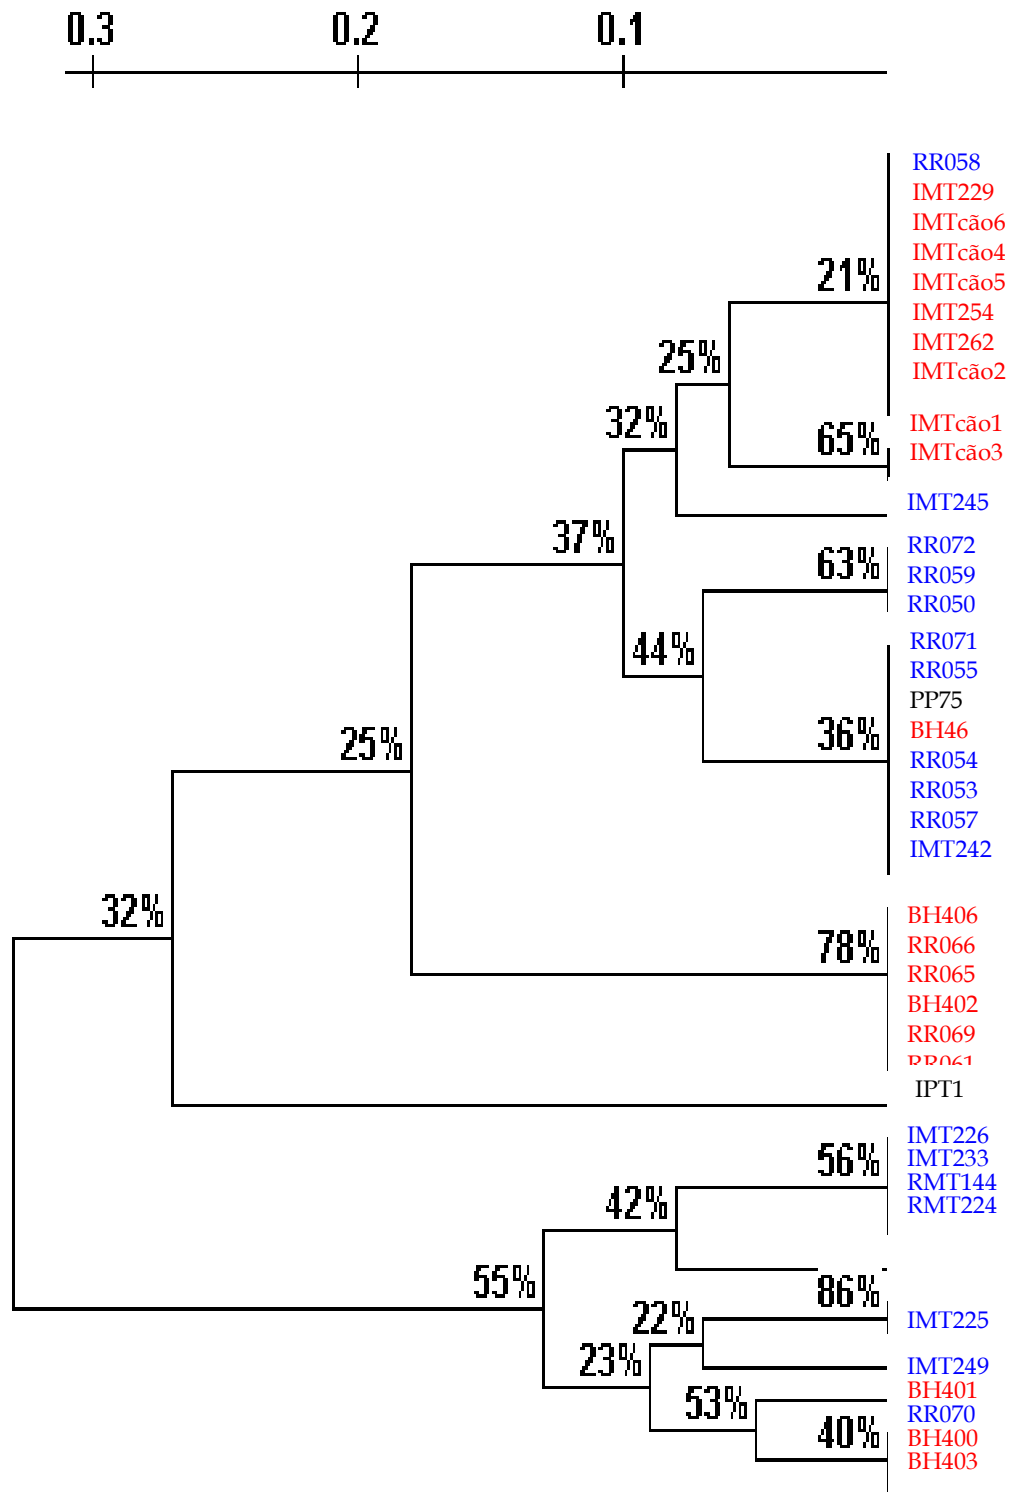 0.3 0.2 0.1
RR058
IMT229
IMTcão6
IMTcão4
21%
IMTcão5
IMT254
IMT262
25%
IMTcão2
32%
IMTcão1
65%
IMTcão3
IMT245
37%
RR072
63%
RR059
RR050
44%
RR071
RR055
PP75
36%
BH46
25%
RR054
RR053
RR057
IMT242
32%
BH406
78%
RR066
RR065
BH402
RR069
RR061
IPT1
IMT226
56%
IMT233
RMT144
42%
RMT224
55%
86%
22%
IMT225
23%
IMT249
53%
BH401
RR070
40%
BH400
BH403